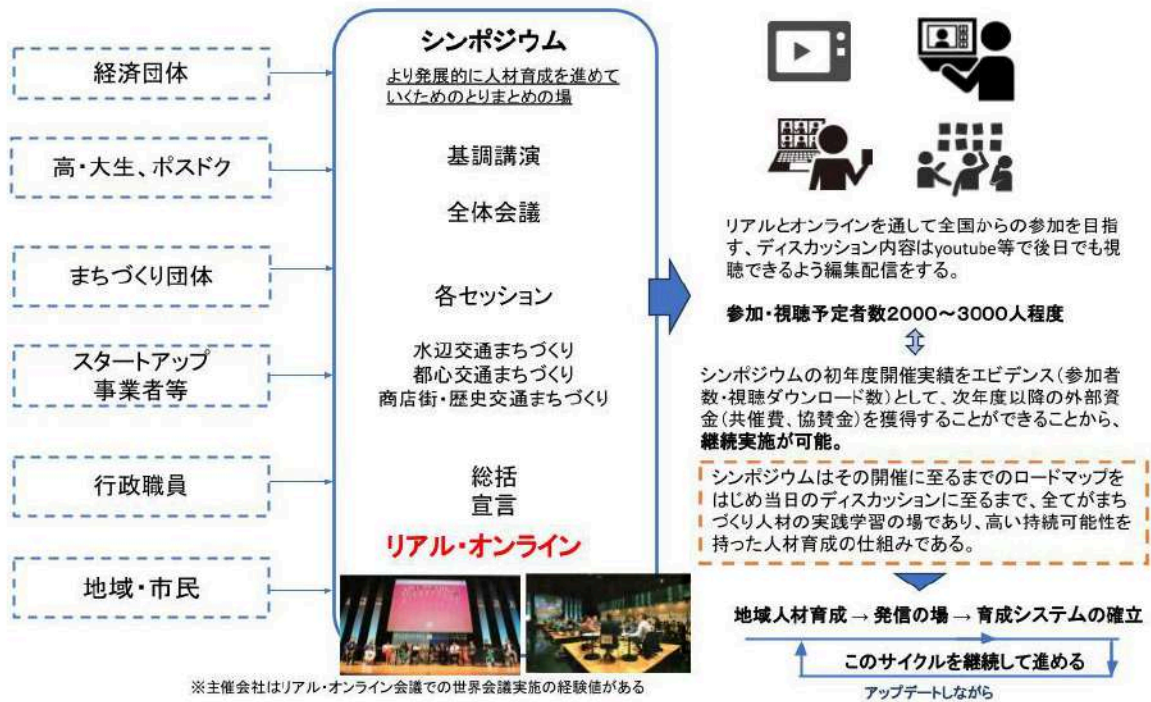 経済団体
高・大生、ポスドク
まちづくり団体
スタートアップ
事業者等
行政職員
地域・市民
シンポジウム
より発展的に人材育成を進めて
いくためのとりまとめの場
基調講演
全体会議
各セッション
水辺交通まちづくり
都心交通まちづくり
商店街・歴史交通まちづくり
総括
宣言
リアル・オンライン
※主催会社はリアル・オンライン会議での世界会議実施の経験値がある
リアルとオンラインを通して全国からの参加を目指
す、ディスカッション内容はyoutube等で後日でも視
聴できるよう編集配信をする。
参加・視聴予定者数2000～3000人程度
シンポジウムの初年度開催実績をエビデンス（参加者
数・視聴ダウンロード数）として、次年度以降の外部資
金（共催費、協賛金）を獲得することができることから、
継続実施が可能。
シンポジウムはその開催に至るまでのロードマップを
はじめ当日のディスカッションに至るまで、全てがまち
づくり人材の実践学習の場であり、高い持続可能性を
持った人材育成の仕組みである。
地域人材育成 → 発信の場 → 育成システムの確立
このサイクルを継続して進める
アップデートしながら